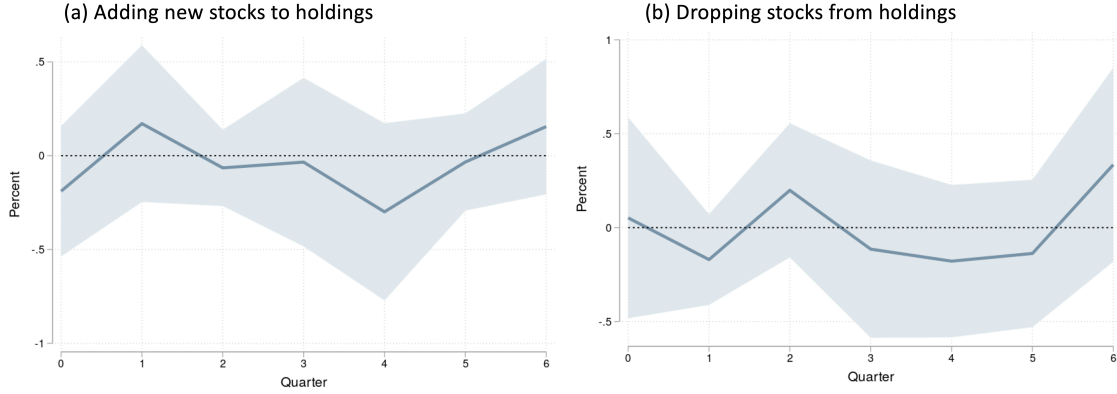 (a) Adding new stocks to holdings
.5
0
-.5
-1
Percent
0 1 2 3 4 5 6
Quarter
(b) Dropping stocks from holdings
1
.5
0
-.5
Percent
0 1 2 3 4 5 6
Quarter